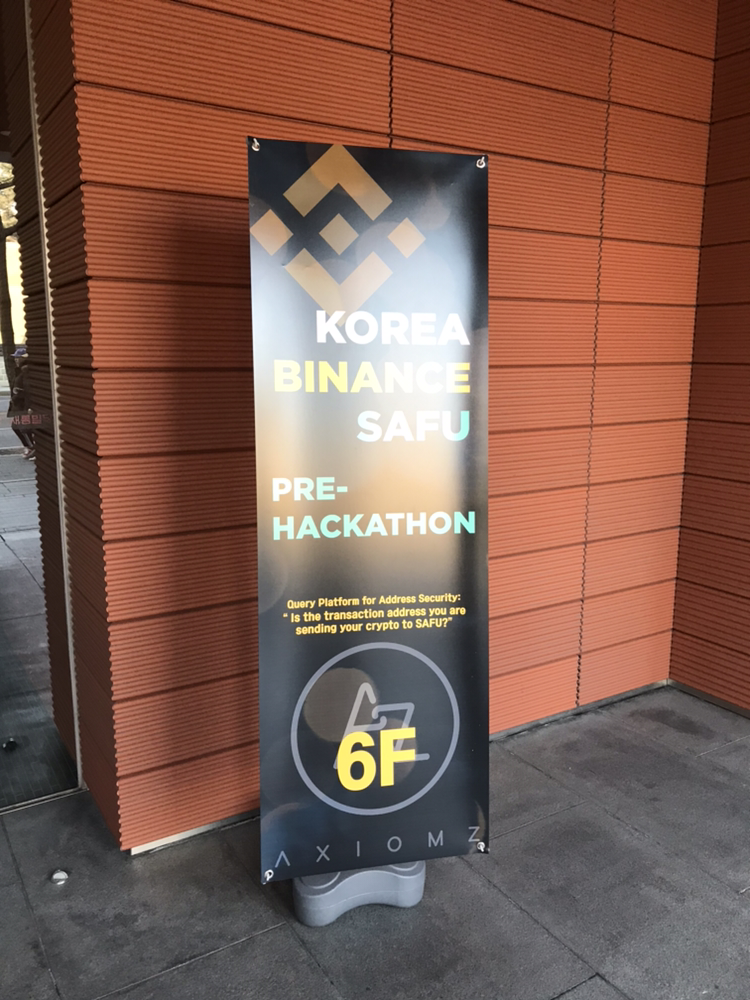 KOREA
BINANCE
SAFU
PRE-
HACKATHON
Query Platform for Address Security:
“ Is the transaction address you are
sending your crypto to SAFU?”
6F
AXIOMZ